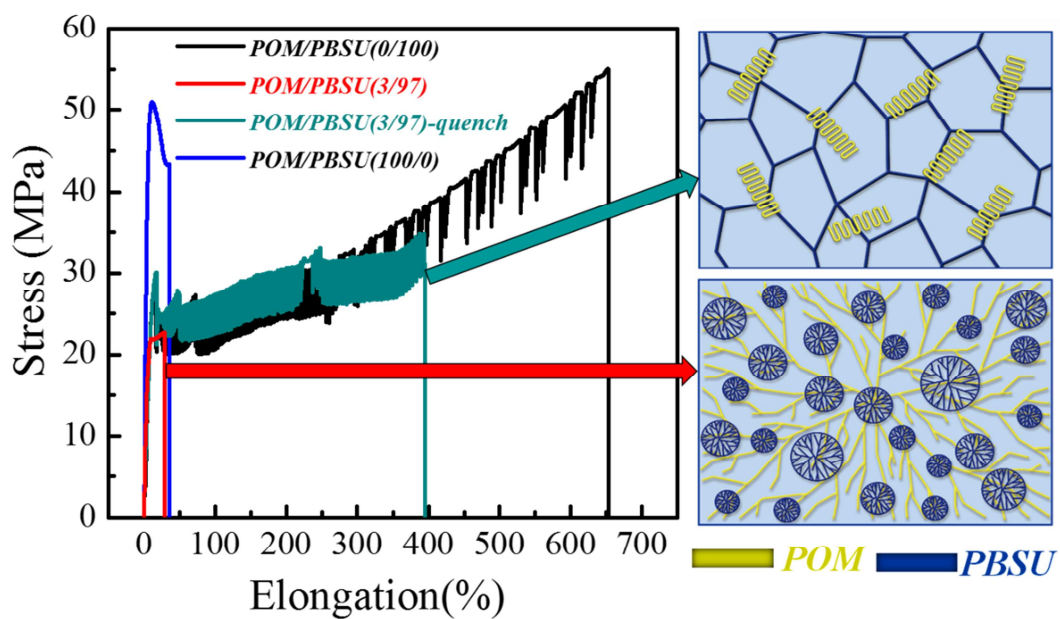 60
50
40
30
20
10
0
Stress (MPa)
POM/PBSU(0/100)
POM/PBSU(3/97)
POM/PBSU(3/97)-quench
POM/PBSU(100/0)
0 100 200 300 400 500 600 700
Elongation(%)
POM PBSU